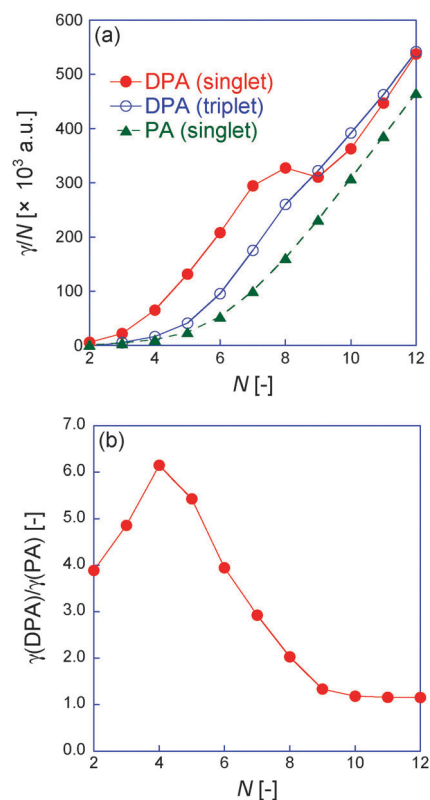 (a)
600
500
400
300
200
100
0
γ/N [× 10³ a.u.]
DPA (singlet)
DPA (triplet)
PA (singlet)
2 4 6 8 10 12
N [-]
(b)
7.0
6.0
5.0
4.0
3.0
2.0
1.0
0.0
γ(DPA)/γ(PA) [-]
2 4 6 8 10 12
N [-]